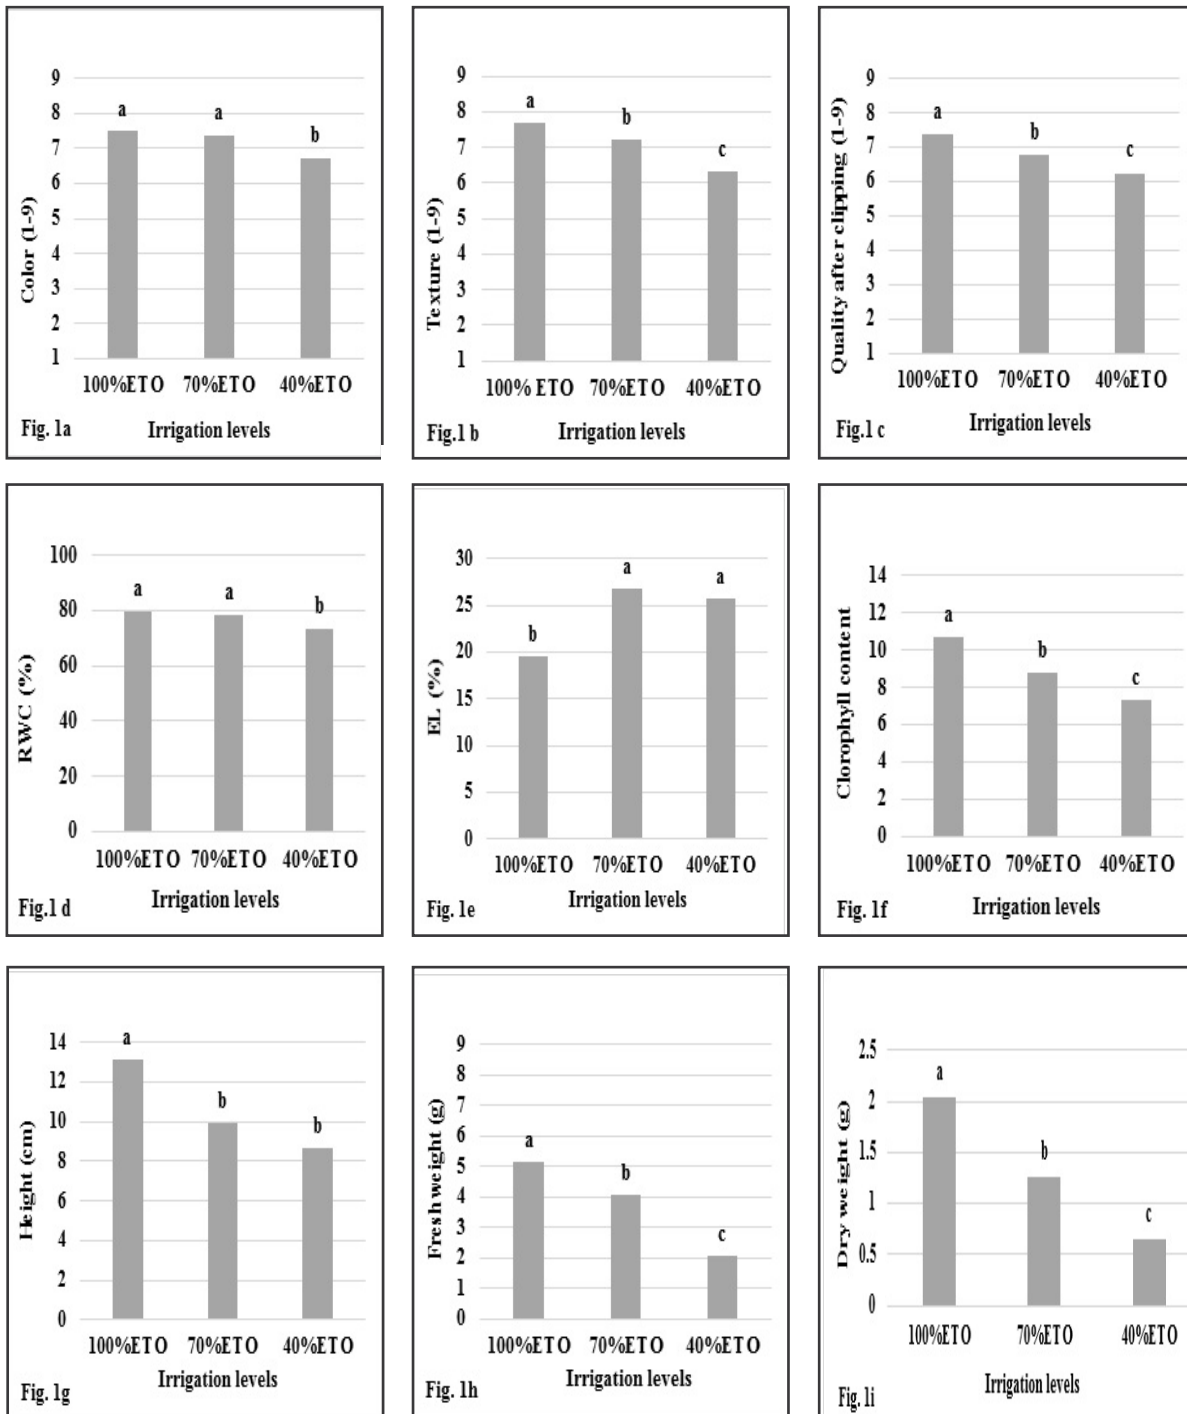 Color (1-9)
9
8
7
6
5
4
3
2
1
a
a
b
100%ETO 70%ETO 40%ETO
Fig. 1a Irrigation levels
Texture (1-9)
9
8
7
6
5
4
3
2
1
a
b
c
100% ETO 70%ETO 40%ETO
Fig.1 b Irrigation levels
Quality after clipping (1-9)
9
8
7
6
5
4
3
2
1
a
b
c
100%ETO 70%ETO 40%ETO
Fig.1 c Irrigation levels
RWC (%)
100
80
60
40
20
0
a
a
b
100%ETO 70%ETO 40%ETO
Fig.1 d Irrigation levels
EL (%)
30
25
20
15
10
5
0
b
a
a
100%ETO 70%ETO 40%ETO
Fig. 1e Irrigation levels
Clorophyll content
14
12
10
8
6
4
2
0
a
b
c
100%ETO 70%ETO 40%ETO
Fig. 1f Irrigation levels
Height (cm)
14
12
10
8
6
4
2
0
a
b
b
100%ETO 70%ETO 40%ETO
Fig. 1g Irrigation levels
Fresh weight (g)
9
8
7
6
5
4
3
2
1
0
a
b
c
100%ETO 70%ETO 40%ETO
Fig. 1h Irrigation levels
Dry weight (g)
2.5
2
1.5
1
0.5
0
a
b
c
100%ETO 70%ETO 40%ETO
Fig. 1i Irrigation levels